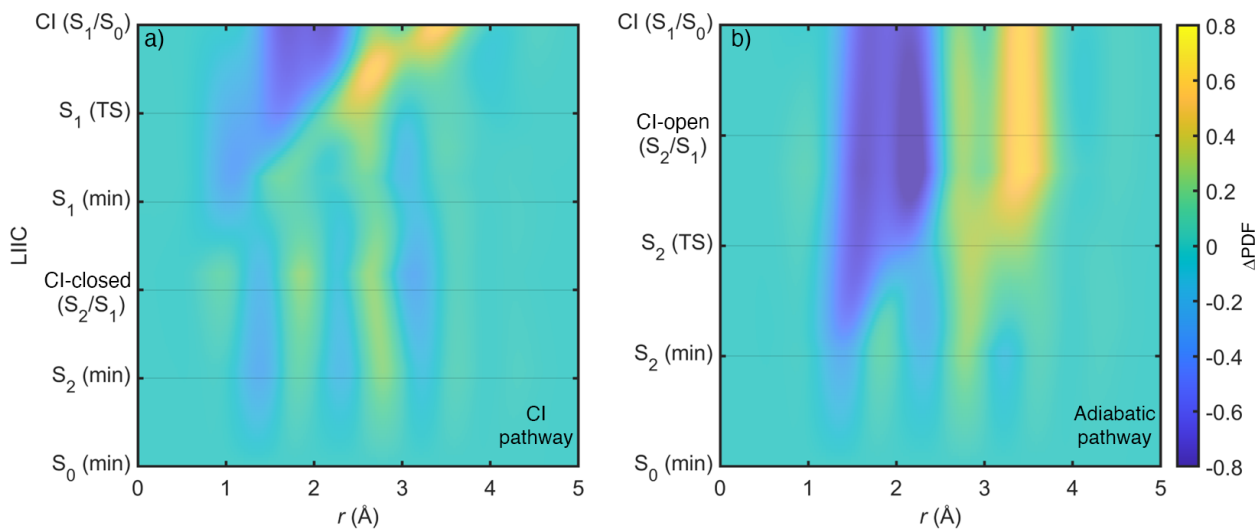 CI (S1/S0)
a)
S1 (TS)
S1 (min)
LIIC
CI-closed
(S2/S1)
S2 (min)
S0 (min)
CI
pathway
0 1 2 3 4 5
r (Å)
CI (S1/S0)
b)
CI-open
(S2/S1)
S2 (TS)
S2 (min)
S0 (min)
Adiabatic
pathway
0 1 2 3 4 5
r (Å)
0.8
0.6
0.4
0.2
0
-0.2
-0.4
-0.6
-0.8
ΔPDF